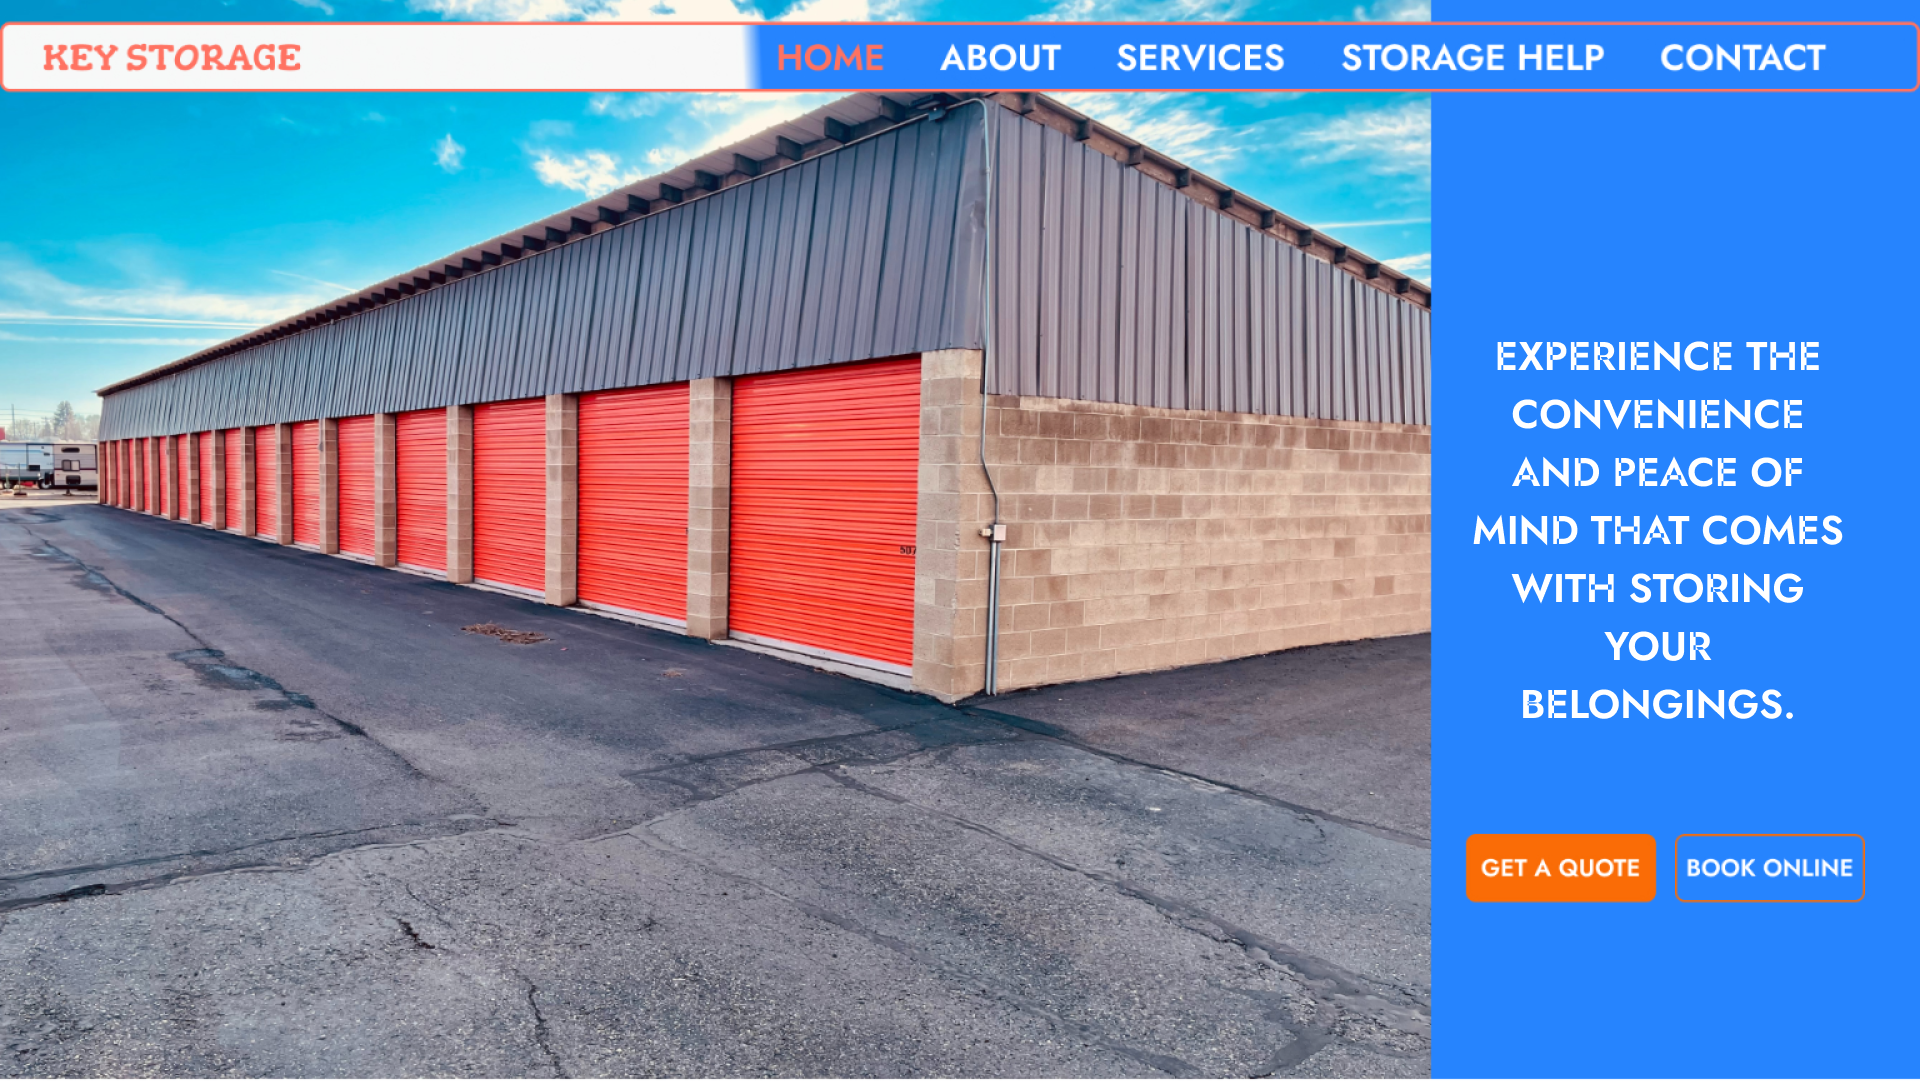 KEY STORAGE
HOME ABOUT SERVICES STORAGE HELP CONTACT
EXPERIENCE THE
CONVENIENCE
AND PEACE OF
MIND THAT COMES
WITH STORING
YOUR
BELONGINGS.
GET A QUOTE
BOOK ONLINE
507